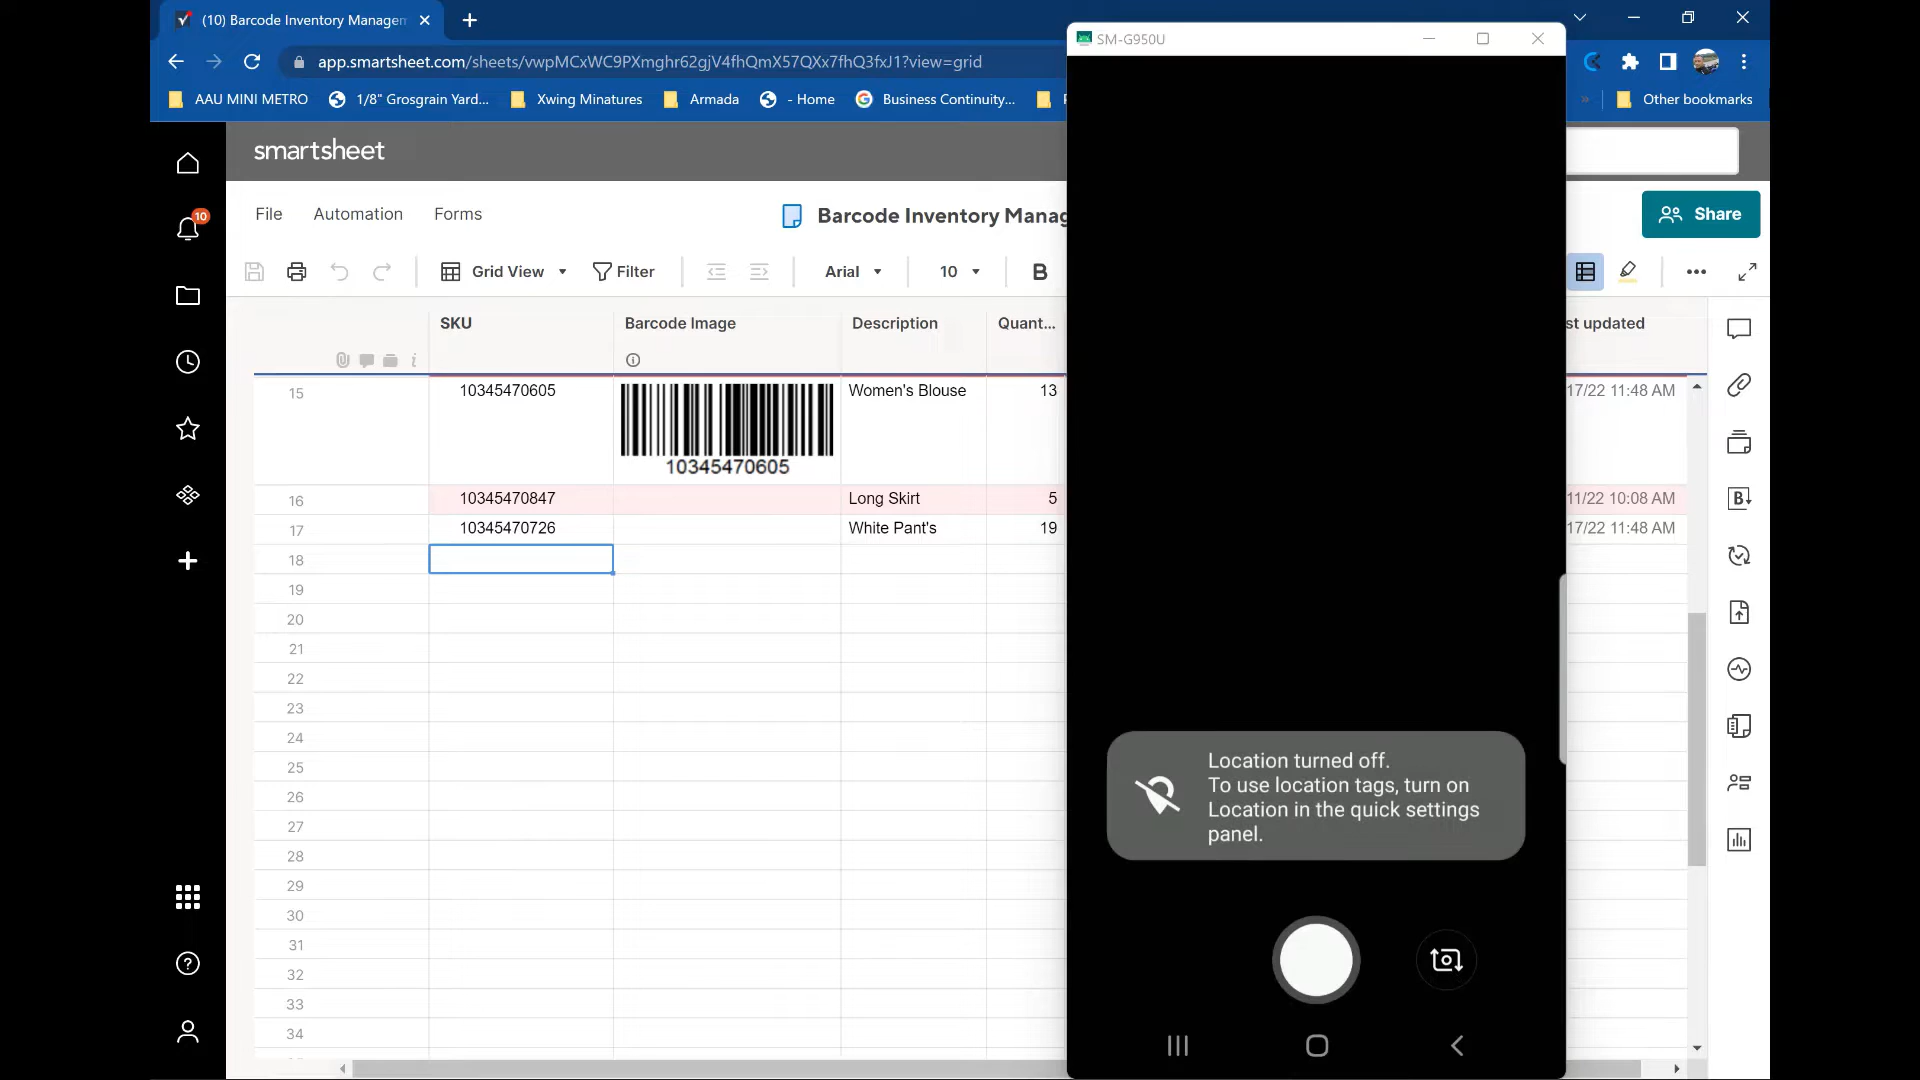 (10) Barcode Inventory Managem
SM-G950U
app.smartsheet.com/sheets/vwpMCxWC9PXmghr62gjV4fhQmX57QXx7fhQ3fxJ1?view=grid
AAU MINI METRO
1/8" Grosgrain Yard...
Xwing Minatures
Armada
- Home
Business Continuity...
Other bookmarks
smartsheet
10
File
Automation
Forms
Barcode Inventory Manag
Share
Grid View
Filter
Arial
10
B
SKU
Barcode Image
Description
Quant...
st updated
15
10345470605
10345470605
Women's Blouse
13
17/22 11:48 AM
16
10345470847
Long Skirt
5
11/22 10:08 AM
17
10345470726
White Pant's
19
17/22 11:48 AM
18
19
20
21
22
23
24
25
26
27
28
29
30
31
32
33
34
Location turned off.
To use location tags, turn on
Location in the quick settings
panel.